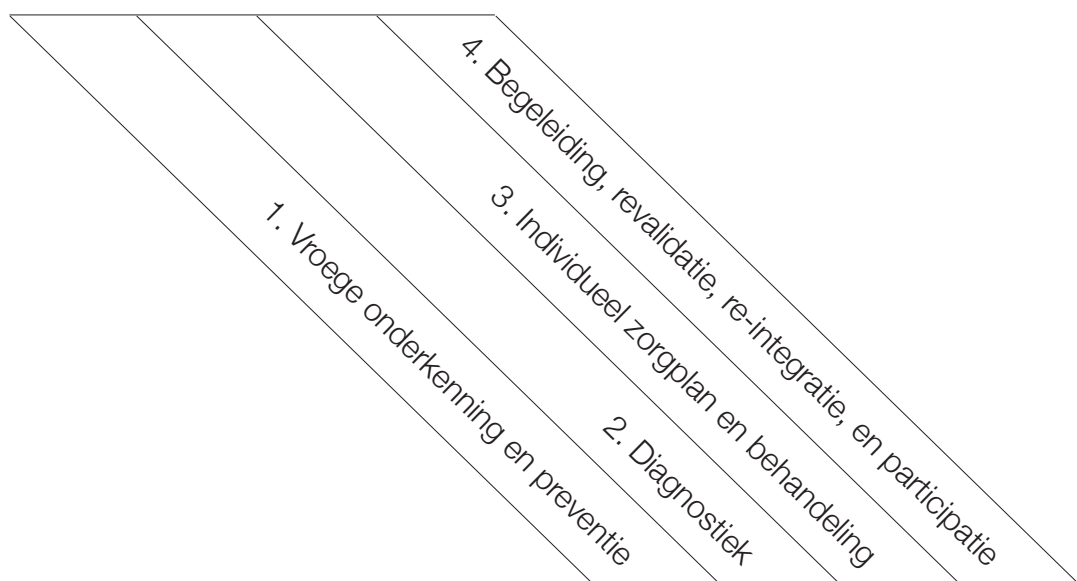 1. Vroege onderkenning en preventie
2. Diagnostiek
3. Individueel zorgplan en behandeling
4. Begeleiding, revalidatie, re-integratie, en participatie